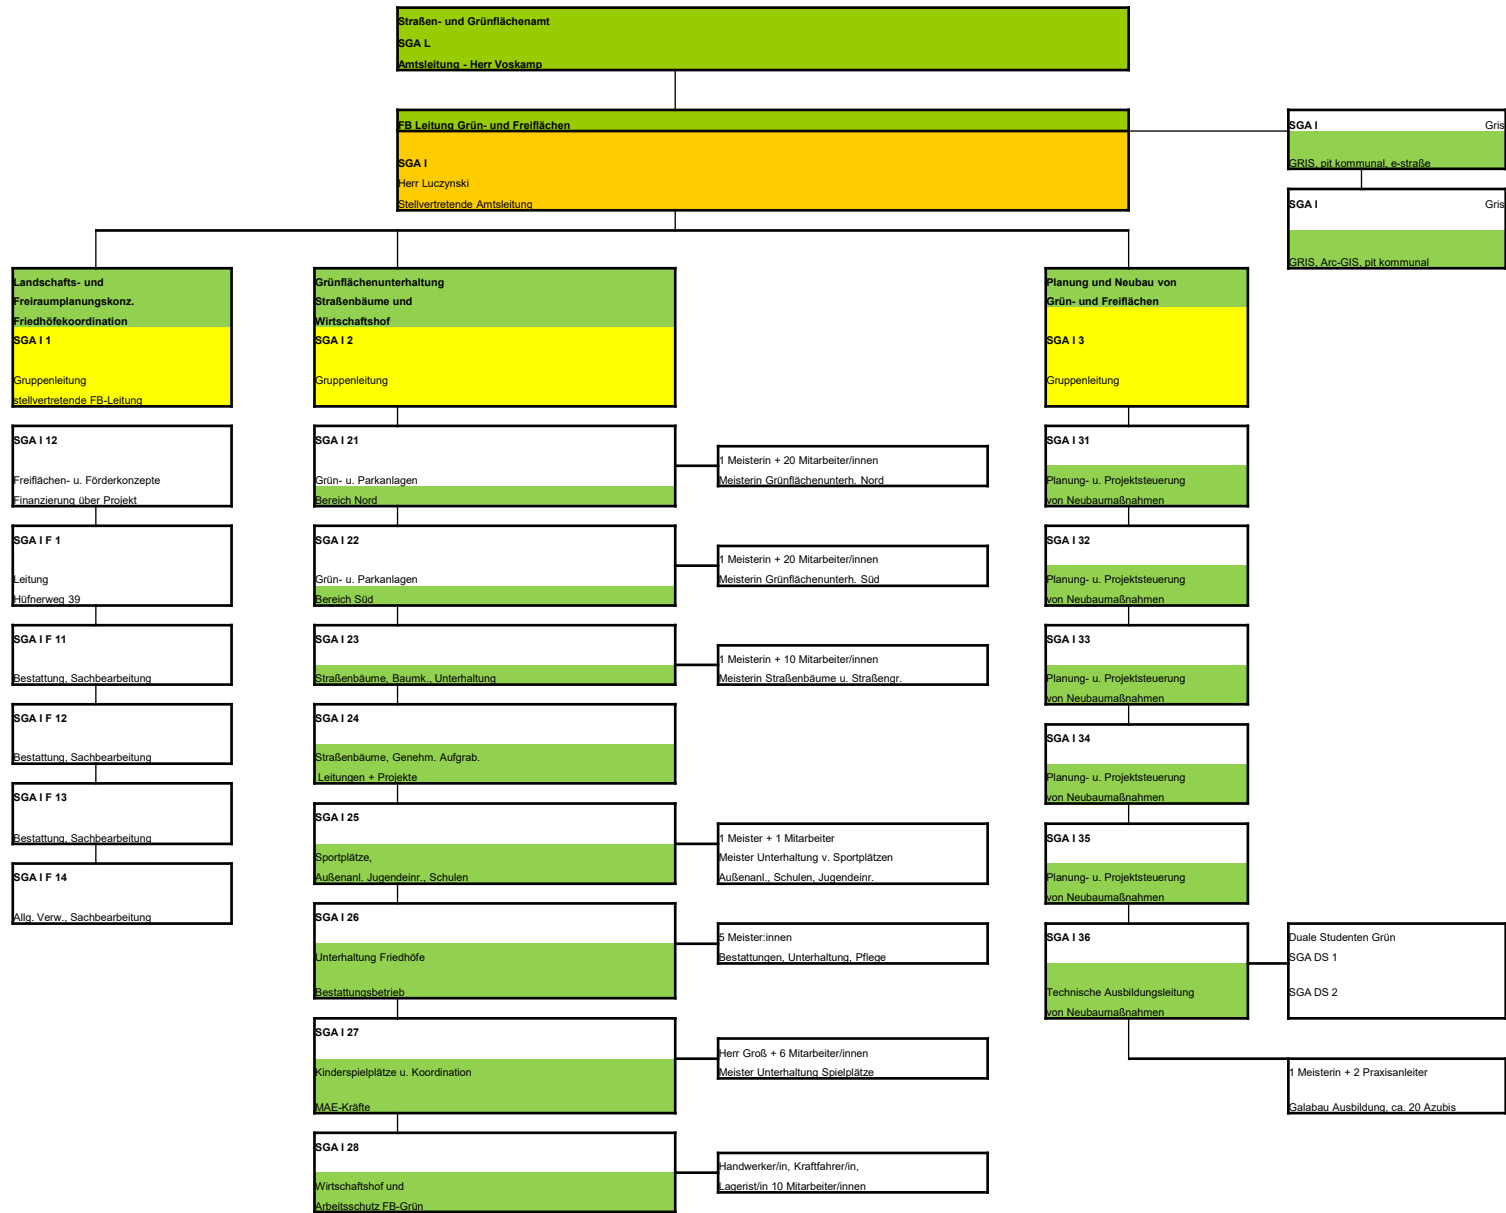 Straßen- und Grünflächenamt
SGA L
Amtsleitung - Herr Voskamp
FB Leitung Grün- und Freiflächen
SGA I
Herr Luczynski
Stellvertretende Amtsleitung
SGA I Gris
GRIS, pit kommunal, e-straße
SGA I Gris
GRIS, Arc-GIS, pit kommunal
Landschafts- und
Freiraumplanungskonz.
Friedhöfekoordination
SGA I 1
Gruppenleitung
stellvertretende FB-Leitung
SGA I 12
Freiflächen- u. Förderkonzepte
Finanzierung über Projekt
SGA I F 1
Leitung
Hüfnerweg 39
SGA I F 11
Bestattung, Sachbearbeitung
SGA I F 12
Bestattung, Sachbearbeitung
SGA I F 13
Bestattung, Sachbearbeitung
SGA I F 14
Allg. Verw., Sachbearbeitung
Grünflächenunterhaltung
Straßenbäume und
Wirtschaftshof
SGA I 2
Gruppenleitung
SGA I 21
Grün- u. Parkanlagen
Bereich Nord
1 Meisterin + 20 Mitarbeiter/innen
Meisterin Grünflächenunterh. Nord
SGA I 22
Grün- u. Parkanlagen
Bereich Süd
1 Meisterin + 20 Mitarbeiter/innen
Meisterin Grünflächenunterh. Süd
SGA I 23
Straßenbäume, Baumk., Unterhaltung
1 Meisterin + 10 Mitarbeiter/innen
Meisterin Straßenbäume u. Straßengr.
SGA I 24
Straßenbäume, Genehm. Aufgrab.
Leitungen + Projekte
SGA I 25
Sportplätze,
Außenanl. Jugendeinr., Schulen
1 Meister + 1 Mitarbeiter
Meister Unterhaltung v. Sportplätzen
Außenanl., Schulen, Jugendeinr.
SGA I 26
Unterhaltung Friedhöfe
Bestattungsbetrieb
5 Meister:innen
Bestattungen, Unterhaltung, Pflege
SGA I 27
Kinderspielplätze u. Koordination
MAE-Kräfte
Herr Groß + 6 Mitarbeiter/innen
Meister Unterhaltung Spielplätze
SGA I 28
Wirtschaftshof und
Arbeitsschutz FB-Grün
Handwerker/in, Kraftfahrer/in,
Lagerist/in 10 Mitarbeiter/innen
Planung und Neubau von
Grün- und Freiflächen
SGA I 3
Gruppenleitung
SGA I 31
Planung- u. Projektsteuerung
von Neubaumaßnahmen
SGA I 32
Planung- u. Projektsteuerung
von Neubaumaßnahmen
SGA I 33
Planung- u. Projektsteuerung
von Neubaumaßnahmen
SGA I 34
Planung- u. Projektsteuerung
von Neubaumaßnahmen
SGA I 35
Planung- u. Projektsteuerung
von Neubaumaßnahmen
SGA I 36
Technische Ausbildungsleitung
von Neubaumaßnahmen
Duale Studenten Grün
SGA DS 1
SGA DS 2
1 Meisterin + 2 Praxisanleiter
Galabau Ausbildung, ca. 20 Azubis